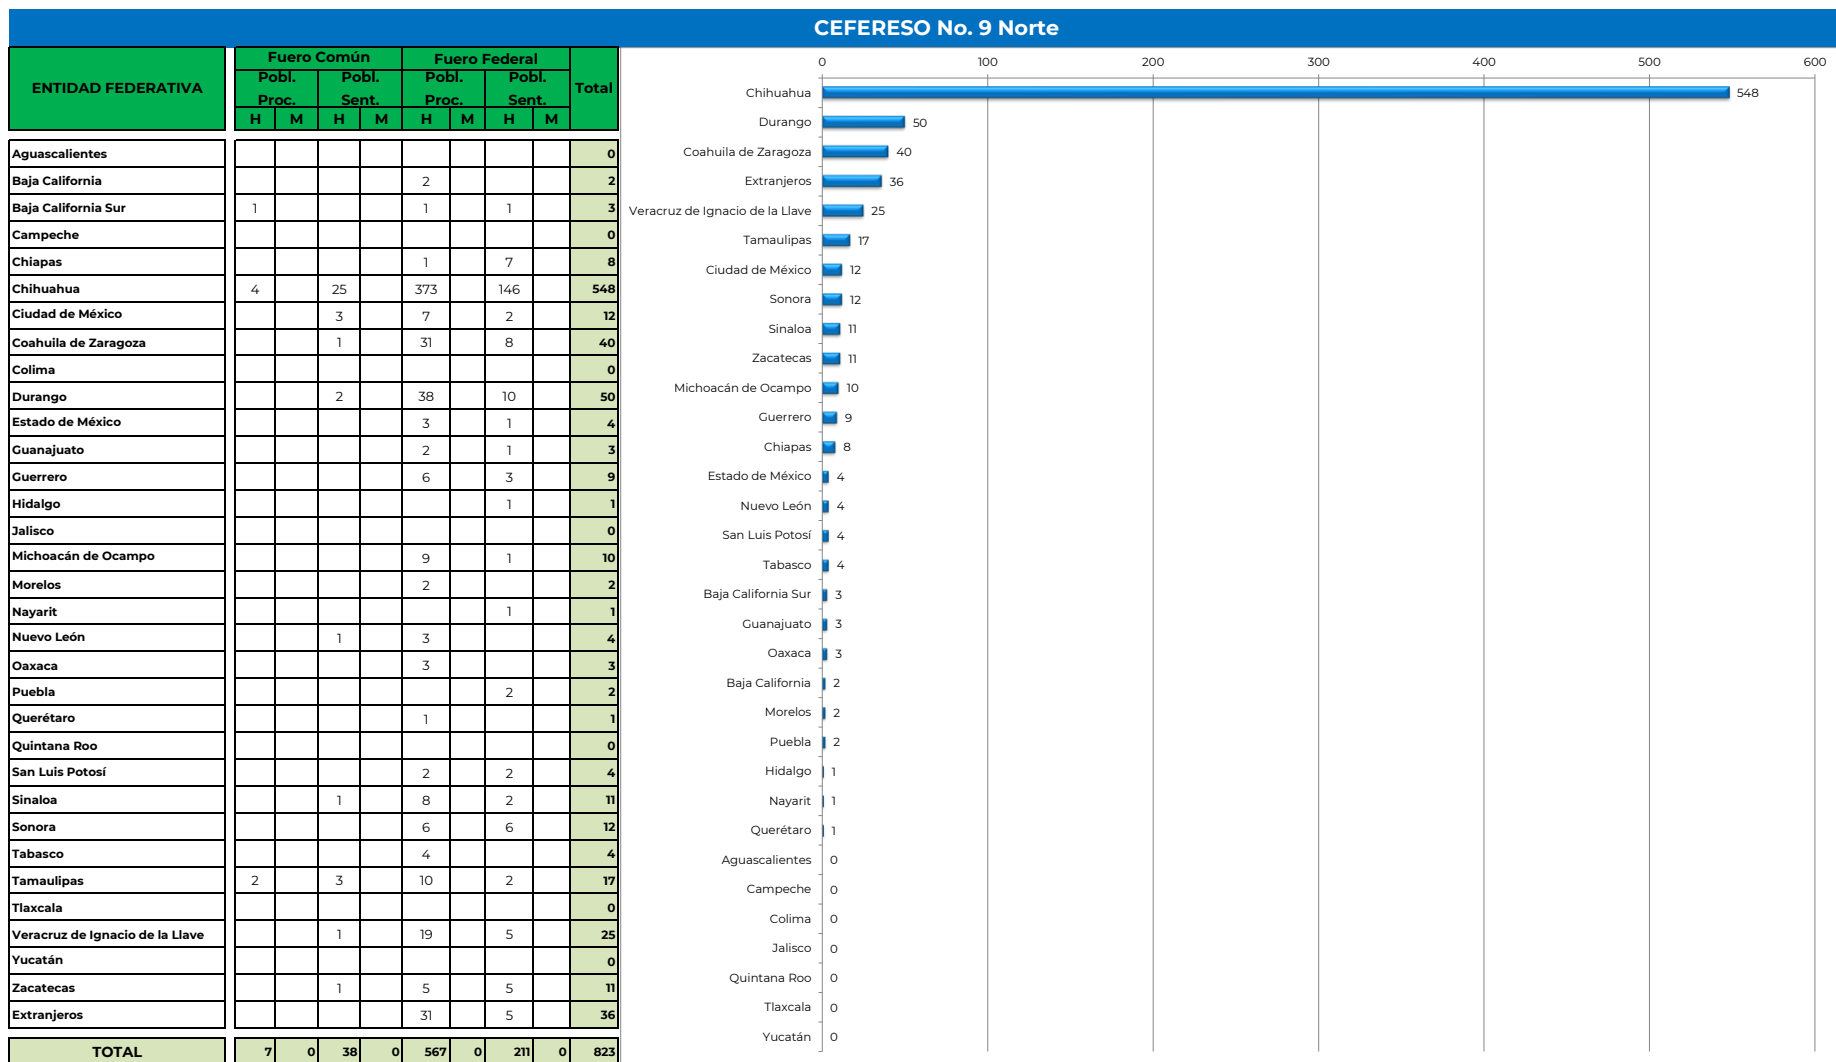 CEFERESO No. 9 Norte
ENTIDAD FEDERATIVA
Fuero Común Fuero Federal Total
Pobl. Proc. Pobl. Sent. Pobl. Proc. Pobl. Sent.
H M H M H M H M
Aguascalientes 0
Baja California 2 2
Baja California Sur 1 1 1 3
Campeche 0
Chiapas 1 7 8
Chihuahua 4 25 373 146 548
Ciudad de México 3 7 2 12
Coahuila de Zaragoza 1 31 8 40
Colima 0
Durango 2 38 10 50
Estado de México 3 1 4
Guanajuato 2 1 3
Guerrero 6 3 9
Hidalgo 1 1
Jalisco 0
Michoacán de Ocampo 9 1 10
Morelos 2 2
Nayarit 1 1
Nuevo León 1 3 4
Oaxaca 3 3
Puebla 2 2
Querétaro 1 1
Quintana Roo 0
San Luis Potosí 2 2 4
Sinaloa 1 8 2 11
Sonora 6 6 12
Tabasco 4 4
Tamaulipas 2 3 10 2 17
Tlaxcala 0
Veracruz de Ignacio de la Llave 1 19 5 25
Yucatán 0
Zacatecas 1 5 5 11
Extranjeros 31 5 36
TOTAL 7 0 38 0 567 0 211 0 823
0 100 200 300 400 500 600
Chihuahua 548
Durango 50
Coahuila de Zaragoza 40
Extranjeros 36
Veracruz de Ignacio de la Llave 25
Tamaulipas 17
Ciudad de México 12
Sonora 12
Sinaloa 11
Zacatecas 11
Michoacán de Ocampo 10
Guerrero 9
Chiapas 8
Estado de México 4
Nuevo León 4
San Luis Potosí 4
Tabasco 4
Baja California Sur 3
Guanajuato 3
Oaxaca 3
Baja California 2
Morelos 2
Puebla 2
Hidalgo 1
Nayarit 1
Querétaro 1
Aguascalientes 0
Campeche 0
Colima 0
Jalisco 0
Quintana Roo 0
Tlaxcala 0
Yucatán 0